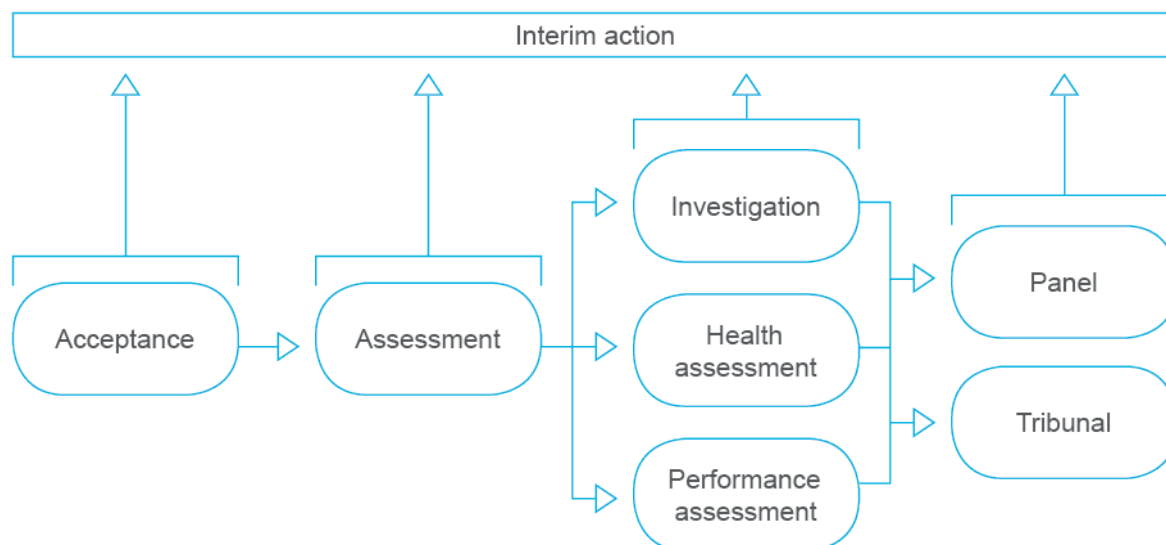 Interim action
Acceptance
Assessment
Investigation
Health
assessment
Performance
assessment
Panel
Tribunal